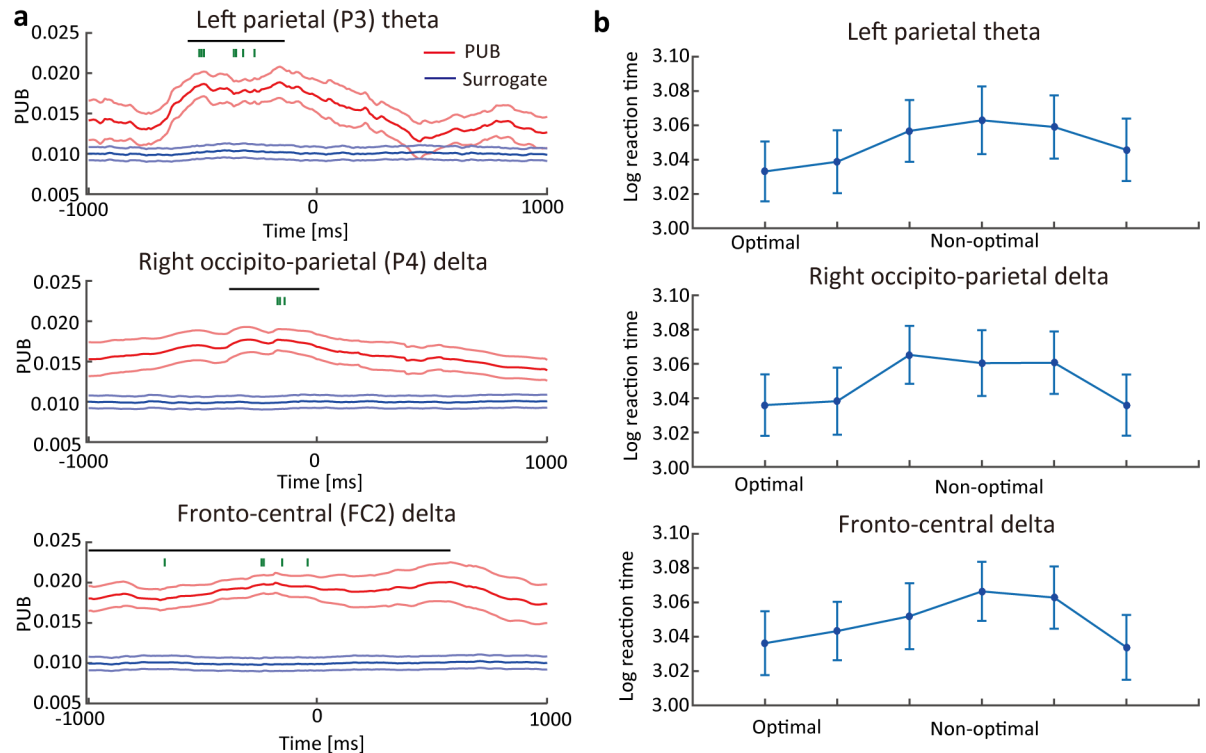 a
Left parietal (P3) theta
0.025
0.020
0.015
0.010
0.005
PUB
PUB
Surrogate
-1000
0
1000
Time [ms]
Right occipito-parietal (P4) delta
0.025
0.020
0.015
0.010
0.005
PUB
-1000
0
1000
Time [ms]
Fronto-central (FC2) delta
0.025
0.020
0.015
0.010
0.005
PUB
-1000
0
1000
Time [ms]
b
Left parietal theta
3.10
3.08
3.06
3.04
3.02
3.00
Log reaction time
Optimal
Non-optimal
Right occipito-parietal delta
3.10
3.08
3.06
3.04
3.02
3.00
Log reaction time
Optimal
Non-optimal
Fronto-central delta
3.10
3.08
3.06
3.04
3.02
3.00
Log reaction time
Optimal
Non-optimal